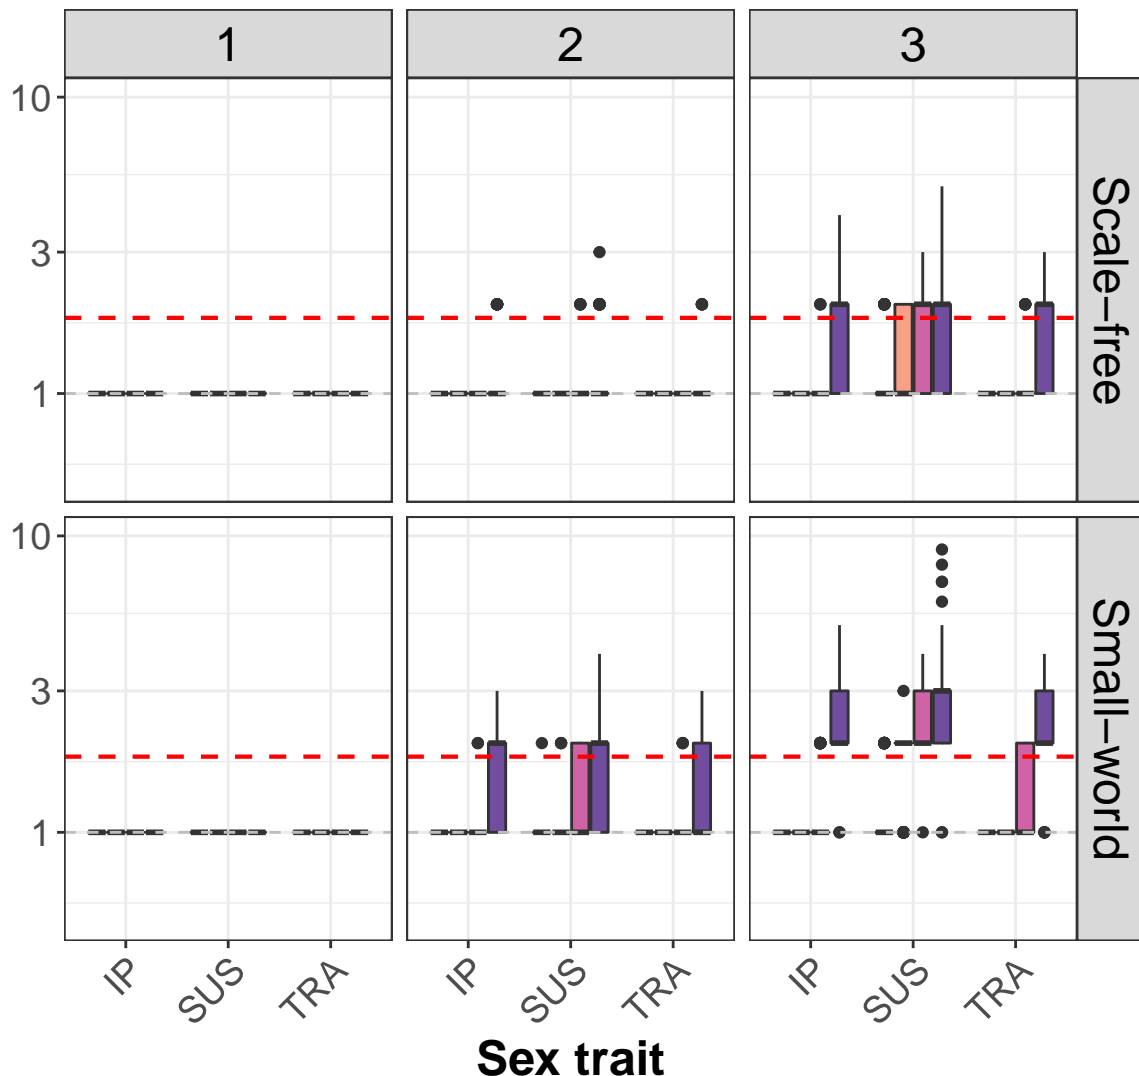 1 2 3
10
3
1
Scale−free
10
3
1
Small−world
IP SUS TRA IP SUS TRA IP SUS TRA
Sex trait